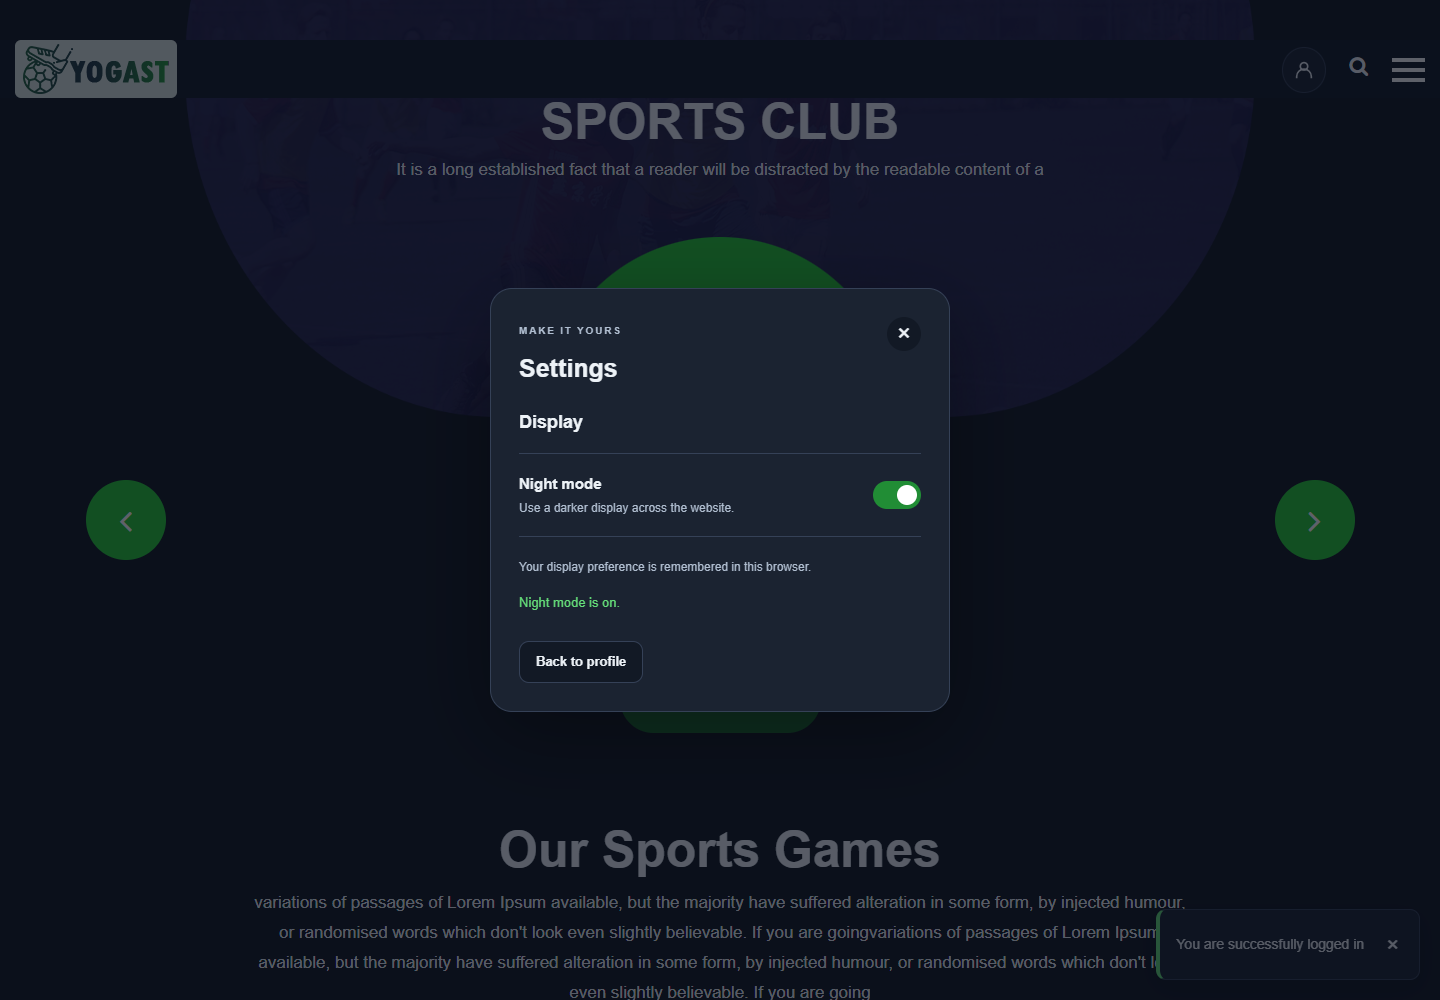 YOGAST
SPORTS CLUB
It is a long established fact that a reader will be distracted by the readable content of a
MAKE IT YOURS
Settings
Display
Night mode
Use a darker display across the website.
Your display preference is remembered in this browser.
Night mode is on.
Back to profile
Our Sports Games
variations of passages of Lorem Ipsum available, but the majority have suffered alteration in some form, by injected humour,
or randomised words which don't look even slightly believable. If you are goingvariations of passages of Lorem Ipsum
available, but the majority have suffered alteration in some form, by injected humour, or randomised words which don't
even slightly believable. If you are going
You are successfully logged in